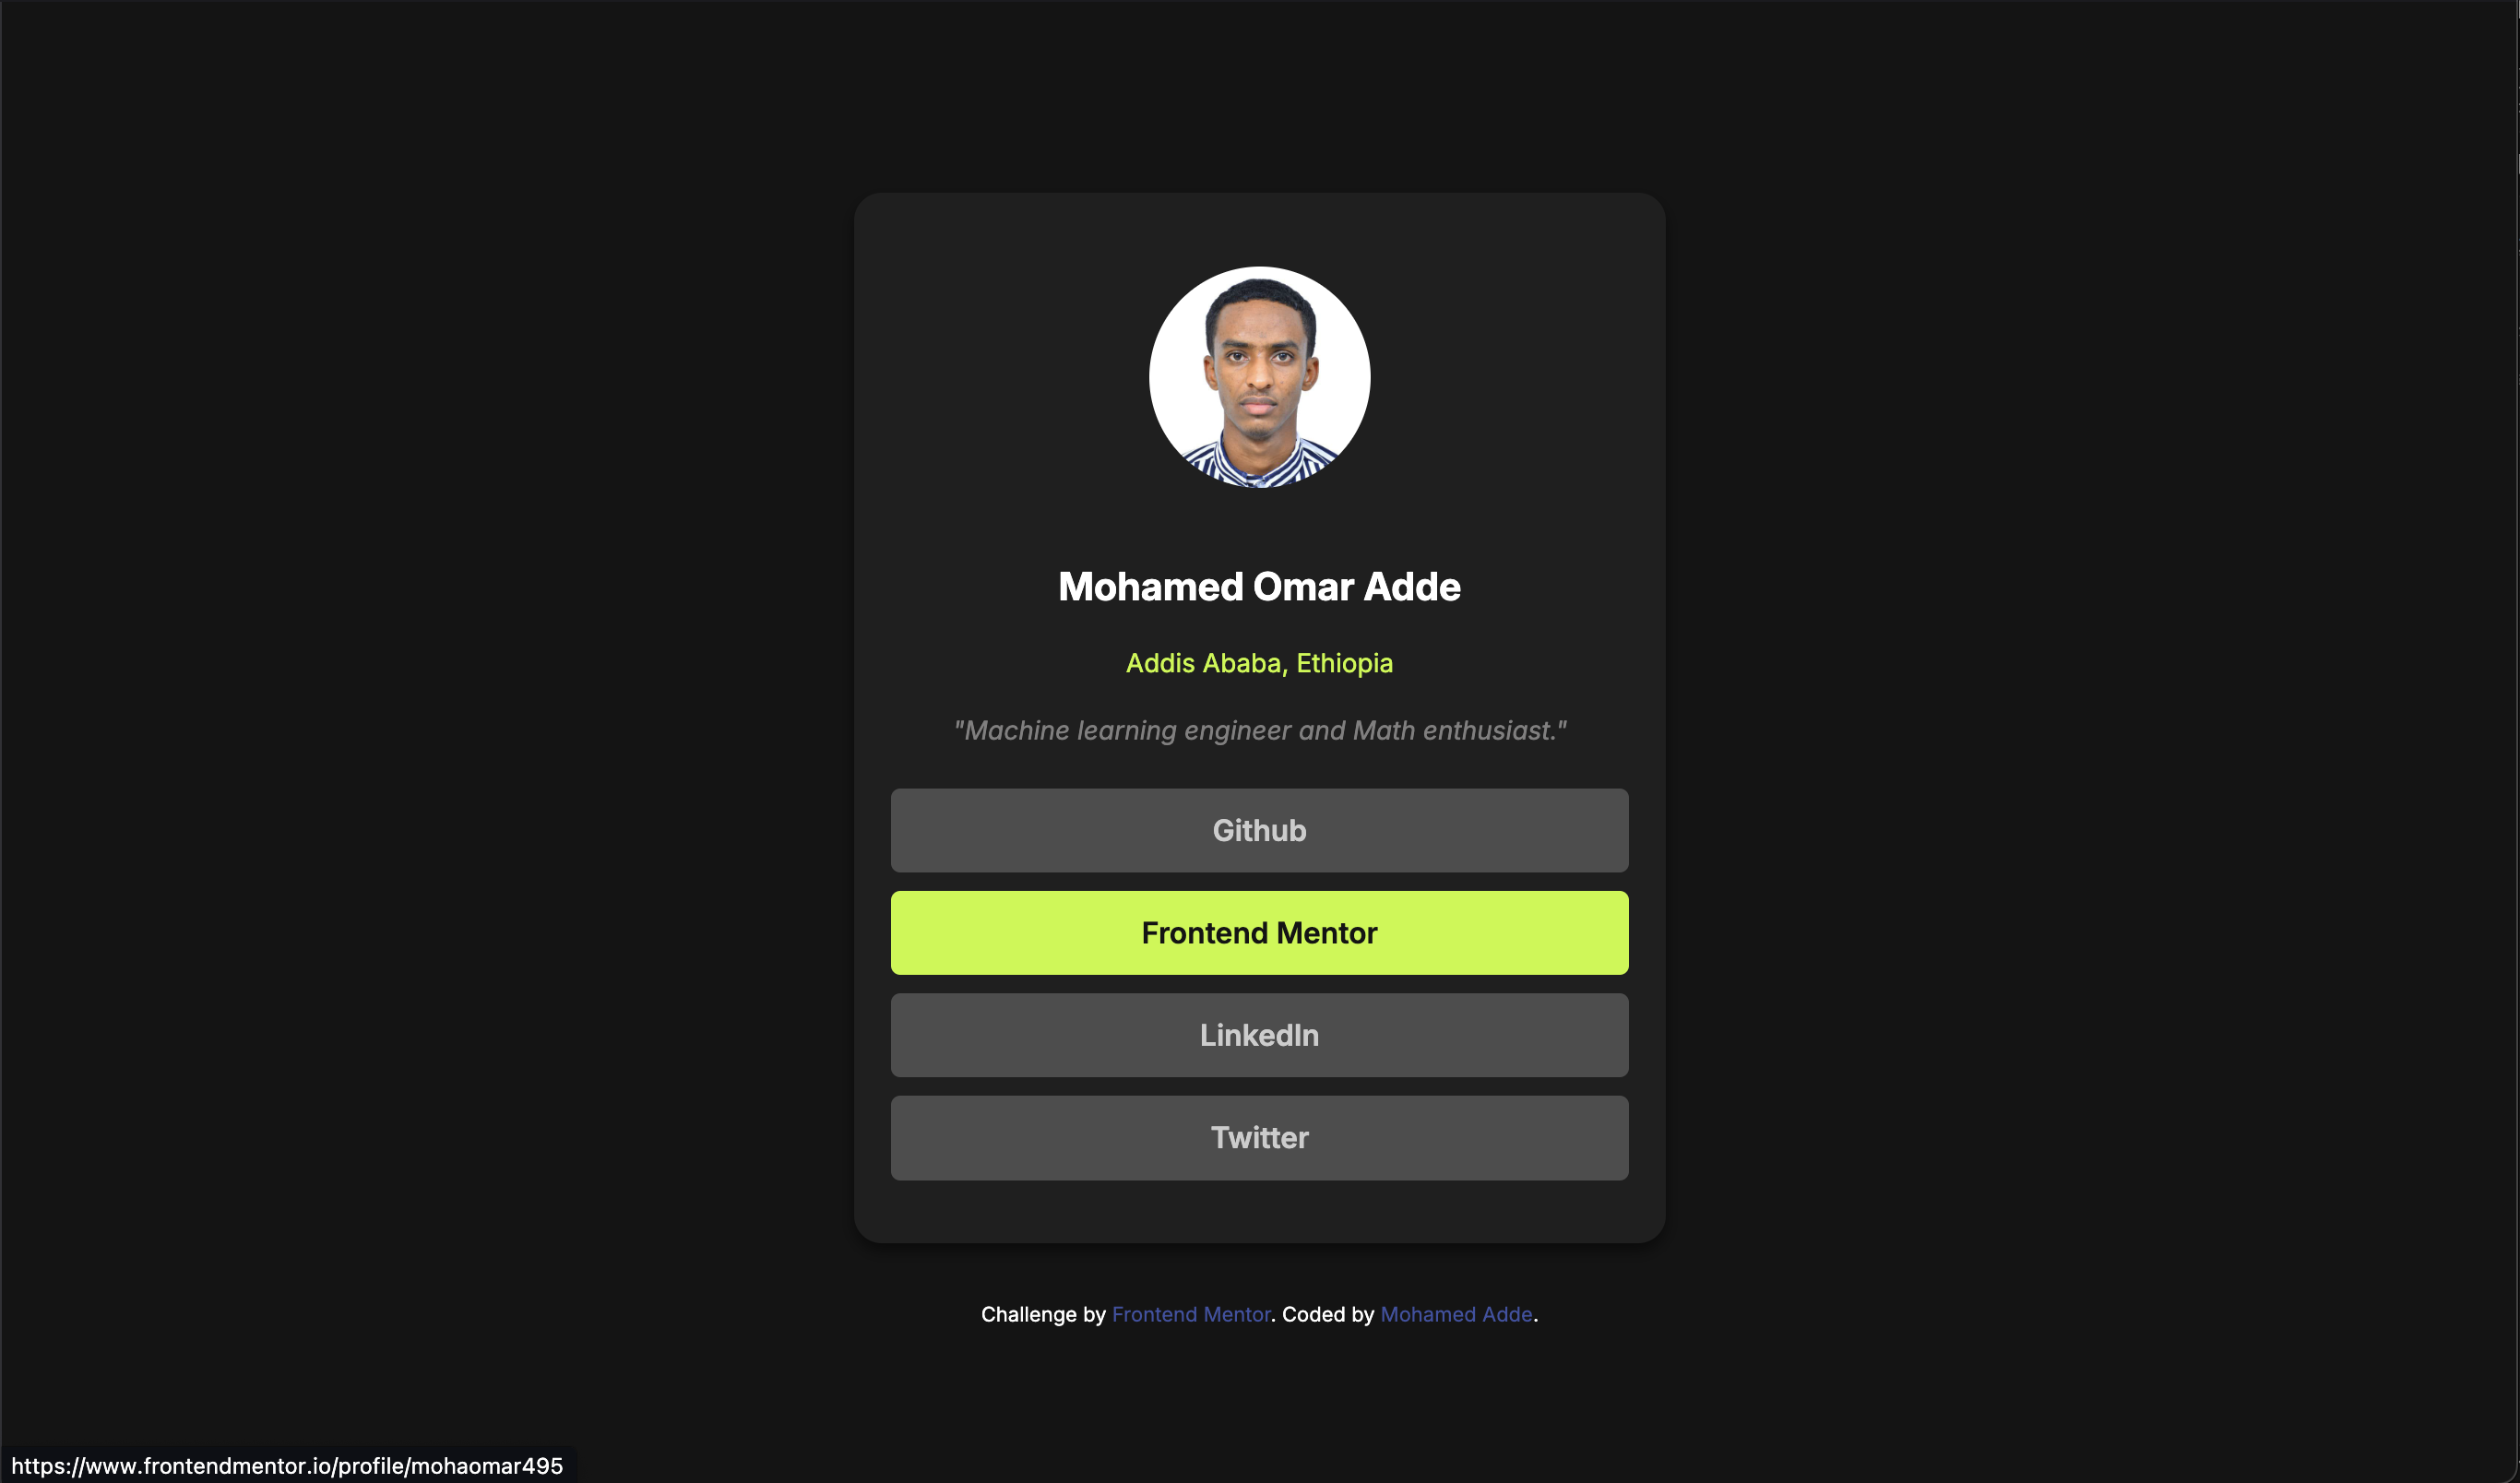 Mohamed Omar Adde
Addis Ababa, Ethiopia
"Machine learning engineer and Math enthusiast."
Github
Frontend Mentor
LinkedIn
Twitter
Challenge by Frontend Mentor. Coded by Mohamed Adde.
https://www.frontendmentor.io/profile/mohaomar495